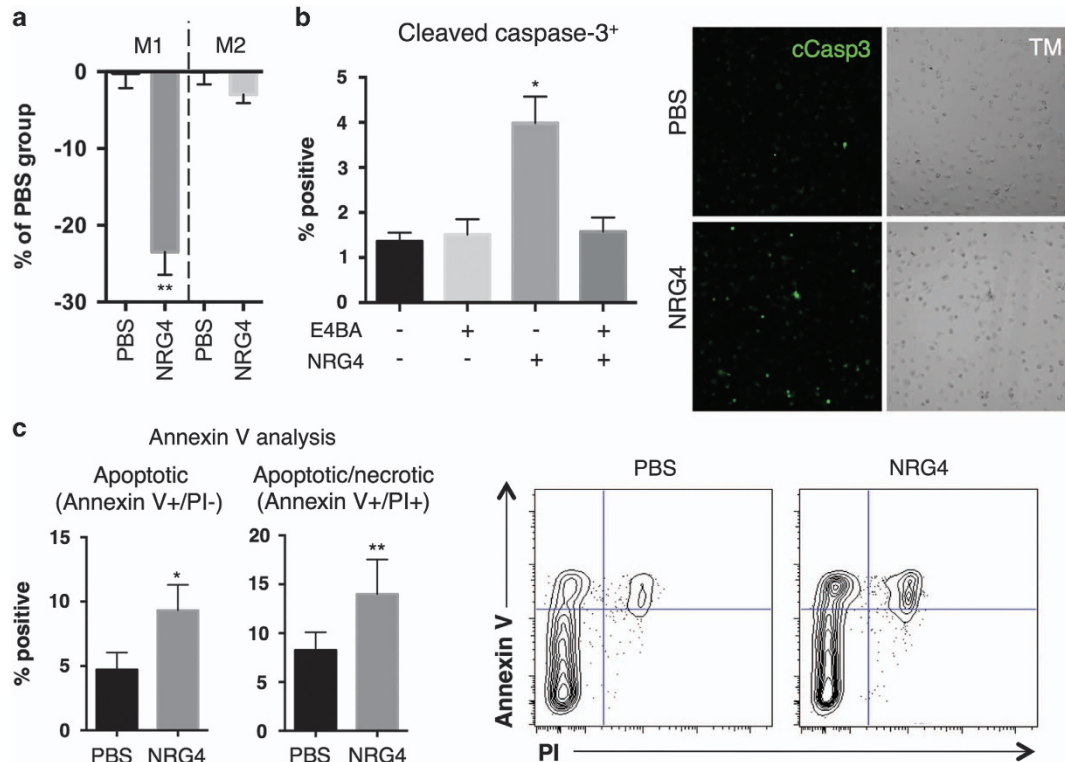 a
M1 M2
0
-10
-20
-30
% of PBS group
**
PBS
NRG4
PBS
NRG4
b
Cleaved caspase-3+
5
4
3
2
1
0
% positive
*
E4BA - + - +
NRG4 - - + +
cCasp3
TM
PBS
NRG4
c
Annexin V analysis
Apoptotic
(Annexin V+/PI-)
15
10
5
0
% positive
*
PBS NRG4
Apoptotic/necrotic
(Annexin V+/PI+)
20
15
10
5
0
**
PBS NRG4
PBS
NRG4
Annexin V
PI